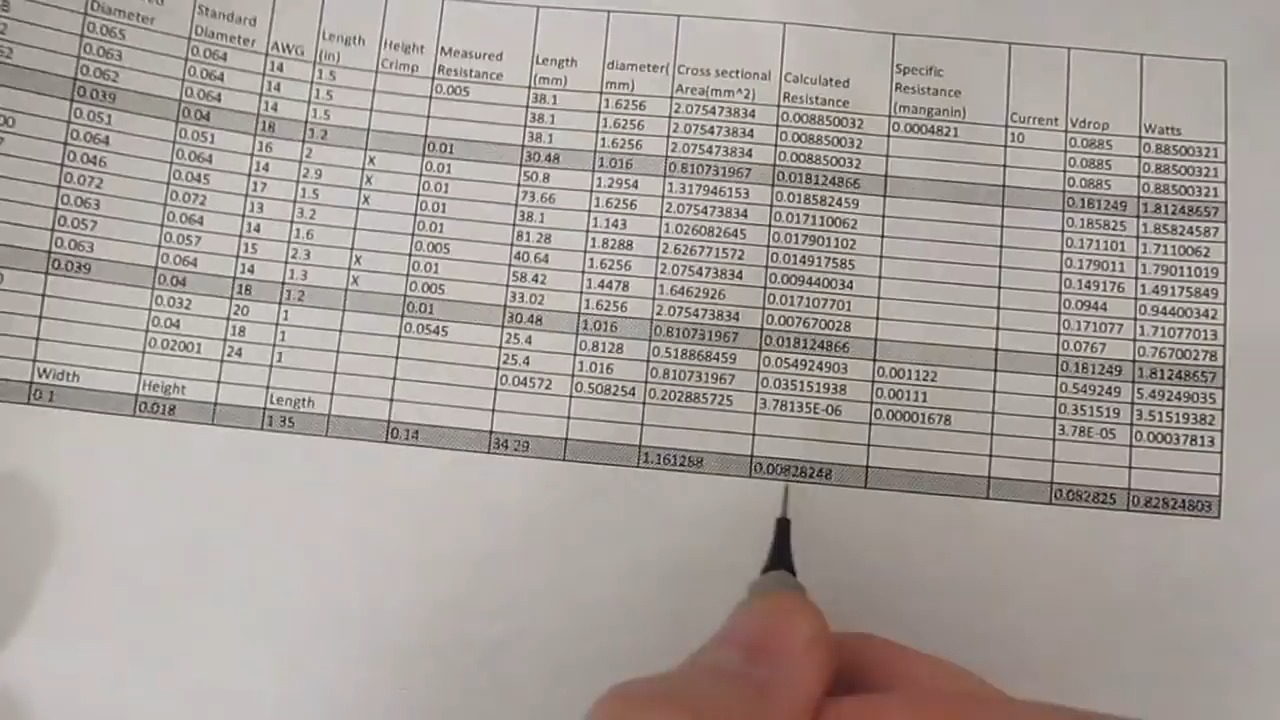 Diameter Standard Diameter AWG Length (in) Height Crimp Measured Resistance Length (mm) diameter( mm) Cross sectional Area(mm^2) Calculated Resistance Specific Resistance (manganin) Current Vdrop Watts
0.065 0.064 14 1.5 0.005 38.1 1.6256 2.075473834 0.008850032 0.0004821 10 0.0885 0.88500321
0.063 0.064 14 1.5 38.1 1.6256 2.075473834 0.008850032 0.0885 0.88500321
0.062 0.064 14 1.5 38.1 1.6256 2.075473834 0.008850032 0.0885 0.88500321
0.039 0.04 18 1.2 0.01 30.48 1.016 0.810731967 0.018124866 0.181249 1.81248657
0.051 0.051 16 2 x 0.01 50.8 1.2954 1.317946153 0.018582459 0.185825 1.85824587
0.064 0.064 14 2.9 x 0.01 73.66 1.6256 2.075473834 0.017110062 0.171101 1.7110062
0.046 0.045 17 1.5 x 0.01 38.1 1.143 1.026082645 0.017901102 0.179011 1.79011019
0.072 0.072 13 3.2 0.01 81.28 1.8288 2.626771572 0.014917585 0.149176 1.49175849
0.063 0.064 14 1.6 0.005 40.64 1.6256 2.075473834 0.009440034 0.0944 0.94400342
0.057 0.057 15 2.3 x 0.01 58.42 1.4478 1.6462926 0.017107701 0.171077 1.71077013
0.063 0.064 14 1.3 x 0.005 33.02 1.6256 2.075473834 0.007670028 0.0767 0.76700278
0.039 0.04 18 1.2 0.01 30.48 1.016 0.810731967 0.018124866 0.181249 1.81248657
0.032 20 1 0.0545 25.4 0.8128 0.518868459 0.054924903 0.001122 0.549249 5.49249035
0.04 18 1 25.4 1.016 0.810731967 0.035151938 0.00111 0.351519 3.51519382
0.02001 24 1 0.04572 0.508254 0.202885725 3.78135E-06 0.00001678 3.78E-05 0.00037813
Width Height Length
0.1 0.018 1.35 0.14 34.29 1.161288 0.00828248 0.082825 0.82824803